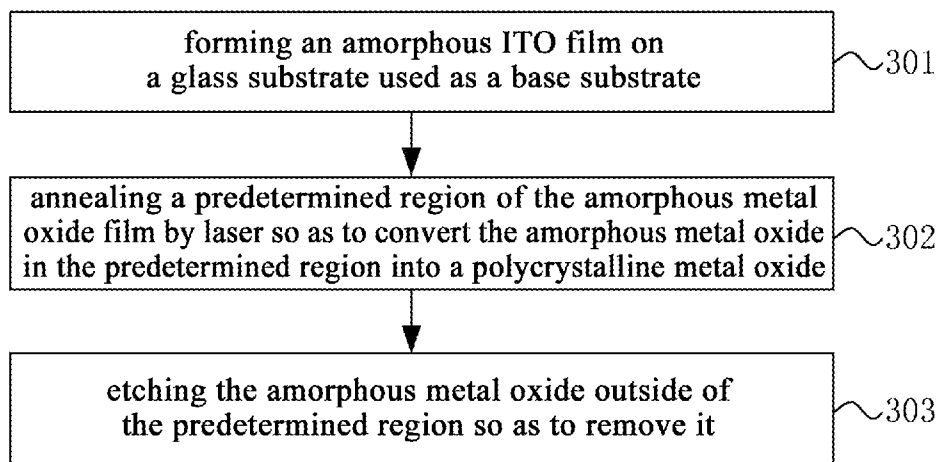 forming an amorphous ITO film on
a glass substrate used as a base substrate
301
annealing a predetermined region of the amorphous metal
oxide film by laser so as to convert the amorphous metal oxide
in the predetermined region into a polycrystalline metal oxide
302
etching the amorphous metal oxide outside of
the predetermined region so as to remove it
303